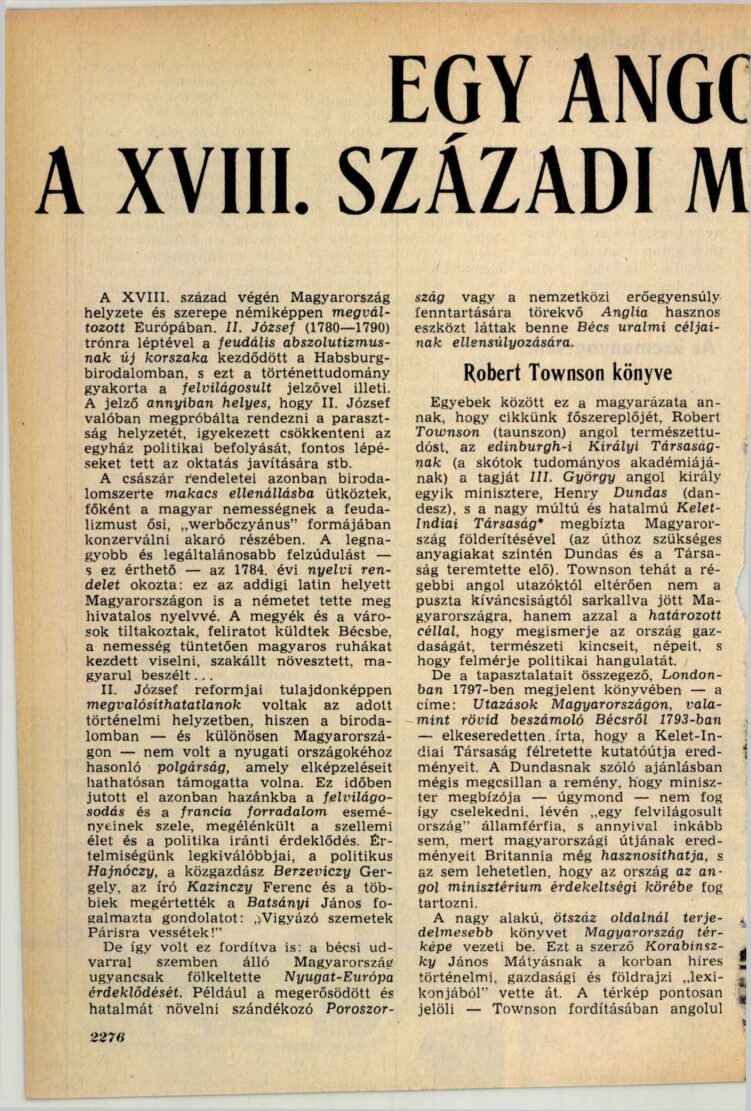 EGY ANGO
A XVIII. SZÁZADI M
A XVIII. század végén Magyarország
helyzete és szerepe némiképpen megvál-
tozott Európában. II. József (1780—1790)
trónra léptével a feudális abszolutizmus-
nak új korszaka kezdődött a Habsburg-
birodalomban, s ezt a történettudomány
gyakorta a felvilágosult jelzővel illeti.
A jelző annyiban helyes, hogy II. József
valóban megpróbálta rendezni a paraszt-
ság helyzetét, igyekezett csökkenteni az
egyház politikai befolyását, fontos lépé-
seket tett az oktatás javítására stb.
A császár rendeletei azonban biroda-
lomszerte makacs ellenállásba ütköztek,
főként a magyar nemességnek a feuda-
lizmust ősi, „werbőczyánus" formájában
konzerválni akaró részében. A legna-
gyobb és legáltalánosabb felzúdulást —
s ez érthető — az 1784. évi nyelvi ren-
delet okozta: ez az addigi latin helyett
Magyarországon is a németet tette meg
hivatalos nyelvvé. A megyék és a váro-
sok tiltakoztak, feliratot küldtek Bécsbe,
a nemesség tüntetően magyaros ruhákat
kezdett viselni, szakállt növesztett, ma-
gyarul beszélt...
II. József reformjai tulajdonképpen
megvalósíthatatlanok voltak az adott
történelmi helyzetben, hiszen a biroda-
lomban — és különösen Magyarorszá-
gon — nem volt a nyugati országokéhoz
hasonló polgárság, amely elképzeléseit
hathatósan támogatta volna. Ez időben
jutott el azonban hazánkba a felvilágo-
sodás és a francia forradalom esemé-
nyeinek szele, megélénkült a szellemi
élet és a politika iránti érdeklődés. Ér-
telmiségünk legkiválóbbjai, a politikus
Hajnóczy, a közgazdász Berzeviczy Ger-
gely, az író Kazinczy Ferenc és a töb-
biek megértették a Batsányi János fo-
galmazta gondolatot: „Vigyázó szemetek
Párisra vessétek!"
De így volt ez fordítva is: a bécsi ud-
varral szemben álló Magyarország
ugyancsak fölkeltette Nyugat-Európa
érdeklődését. Például a megerősödött és
hatalmát növelni szándékozó Poroszor-
2276
szág vagy a nemzetközi erőegyensúly
fenntartására törekvő Anglia hasznos
eszközt láttak benne Bécs uralmi céljai-
nak ellensúlyozására.
Robert Townson könyve
Egyebek között ez a magyarázata an-
nak, hogy cikkünk főszereplőjét, Robert
Townson (taunszon) angol természettu-
dóst, az edinburgh-i Királyi Társaság-
nak (a skótok tudományos akadémiájá-
nak) a tagját III. György angol király
egyik minisztere, Henry Dundas (dan-
desz), s a nagy múltú és hatalmú Kelet-
Indiai Társaság* megbízta Magyaror-
szág földerítésével (az úthoz szükséges
anyagiakat szintén Dundas és a Társa-
ság teremtette elő). Townson tehát a ré-
gebbi angol utazóktól eltérően nem a
puszta kíváncsiságtól sarkallva jött Ma-
gyarországra, hanem azzal a határozott
céllal, hogy megismerje az ország gaz-
daságát, természeti kincseit, népeit, s
hogy felmérje politikai hangulatát.
De a tapasztalatait összegező, London-
ban 1797-ben megjelent könyvében — a
címe: Utazások Magyarországon, vala-
mint rövid beszámoló Bécsről 1793-ban
— elkeseredetten írta, hogy a Kelet-In-
diai Társaság félretette kutatóútja ered-
ményeit. A Dundasnak szóló ajánlásban
mégis megcsillan a remény, hogy minisz-
ter megbízója — úgymond — nem fog
így cselekedni, lévén „egy felvilágosult
ország" államférfia, s annyival inkább
sem, mert magyarországi útjának ered-
ményeit Britannia még hasznosíthatja, s
az sem lehetetlen, hogy az ország az an-
gol minisztérium érdekeltségi körébe fog
tartozni.
A nagy alakú, ötszáz oldalnál terje-
delmesebb könyvet Magyarország tér-
képe vezeti be. Ezt a szerző Korabinsz-
ky János Mátyásnak a korban híres
történelmi, gazdasági és földrajzi „lexi-
konjából" vette át. A térkép pontosan
jelöli — Townson fordításában angolul